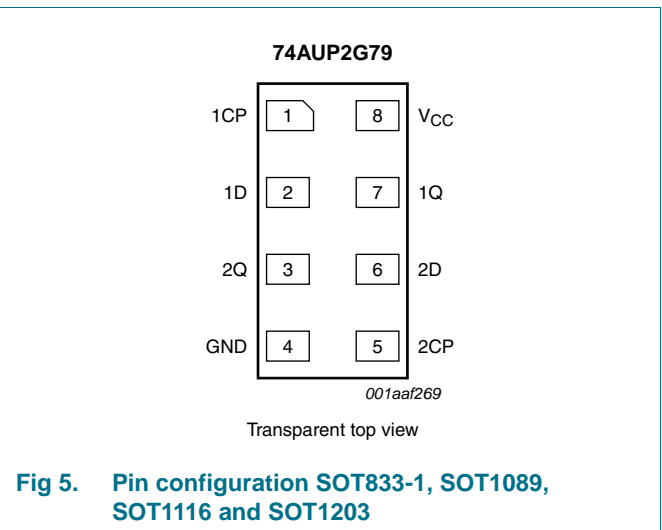 74AUP2G79
1CP 1 8 VCC
1D 2 7 1Q
2Q 3 6 2D
GND 4 5 2CP
001aaf269
Transparent top view
Fig 5. Pin configuration SOT833-1, SOT1089,
SOT1116 and SOT1203